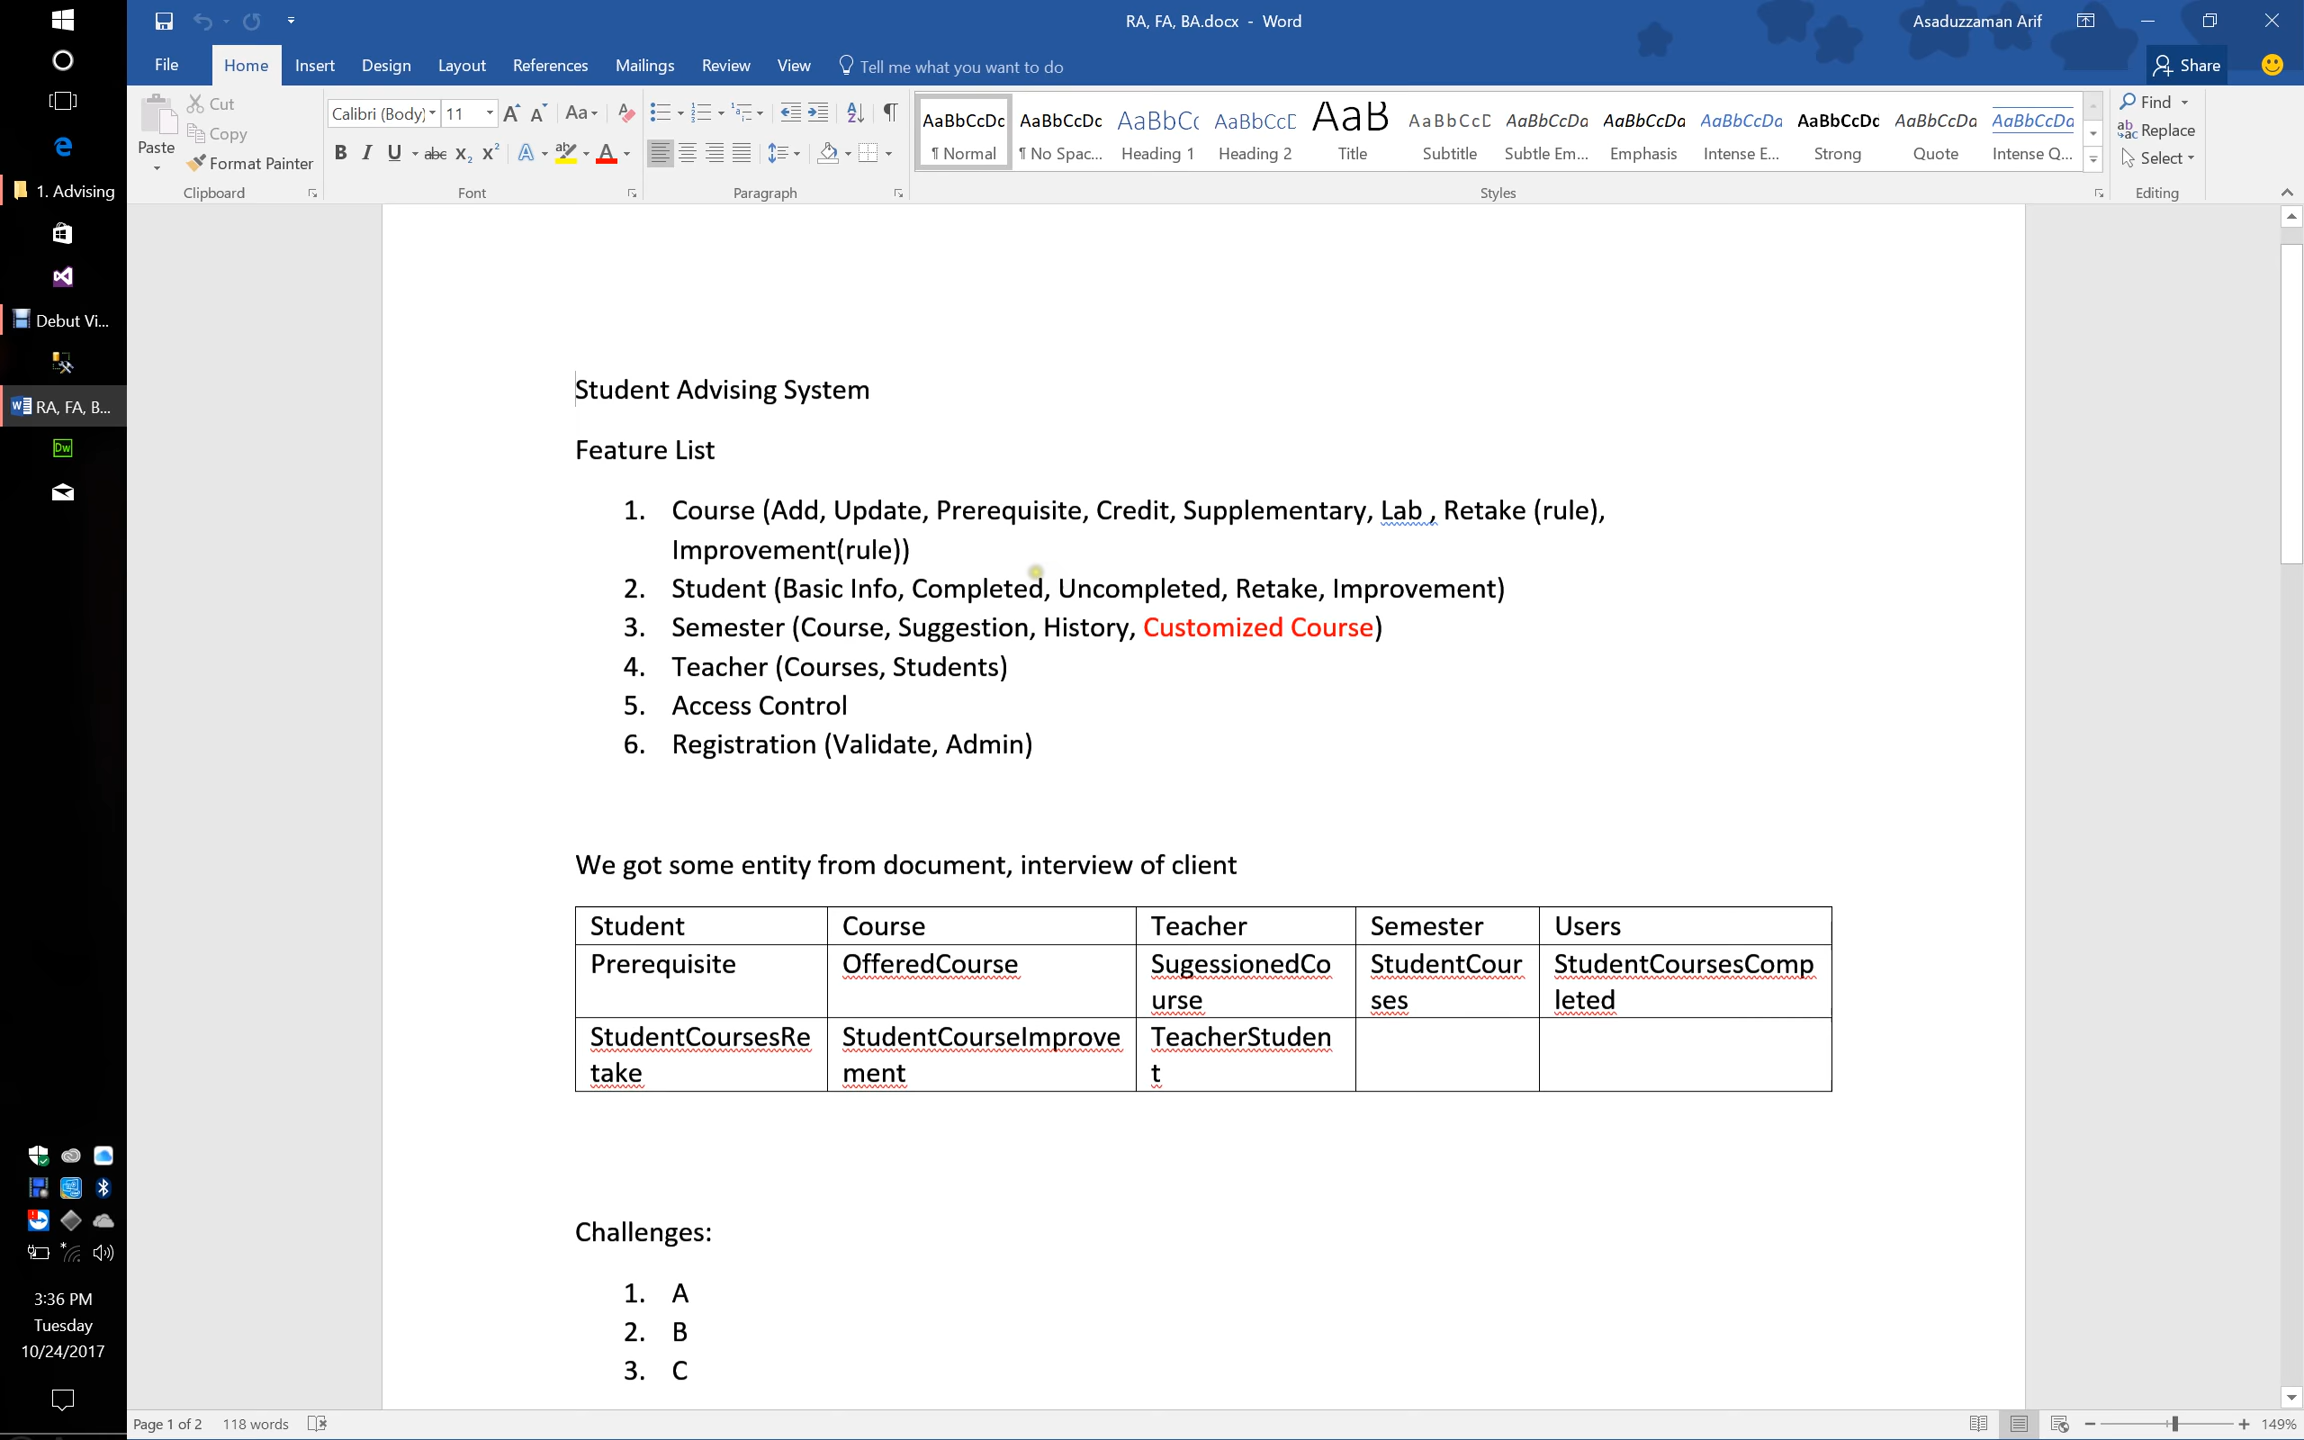 RA, FA, BA.docx - Word
Asaduzzaman Arif
File Home Insert Design Layout References Mailings Review View Tell me what you want to do
Share
Paste
Cut
Copy
Format Painter
Clipboard
Calibri (Body) 11
Font
Paragraph
AaBbCcDc AaBbCcDc AaBbCc AaBbCcE AaB AaBbCcD AaBbCcDa AaBbCcDa AaBbCcDa AaBbCcDc AaBbCcDa AaBbCcDa
¶ Normal ¶ No Spac... Heading 1 Heading 2 Title Subtitle Subtle Em... Emphasis Intense E... Strong Quote Intense Q...
Styles
Find
Replace
Select
Editing
1. Advising
Debut Vi...
RA, FA, B...
Dw
3:36 PM
Tuesday
10/24/2017
Student Advising System
Feature List
1. Course (Add, Update, Prerequisite, Credit, Supplementary, Lab , Retake (rule),
Improvement(rule))
2. Student (Basic Info, Completed, Uncompleted, Retake, Improvement)
3. Semester (Course, Suggestion, History, Customized Course)
4. Teacher (Courses, Students)
5. Access Control
6. Registration (Validate, Admin)
We got some entity from document, interview of client
Student Course Teacher Semester Users
Prerequisite OfferedCourse SugessionedCo StudentCour StudentCoursesComp
urse ses leted
StudentCoursesRe StudentCourseImprove TeacherStuden
take ment t
Challenges:
1. A
2. B
3. C
Page 1 of 2 118 words
149%